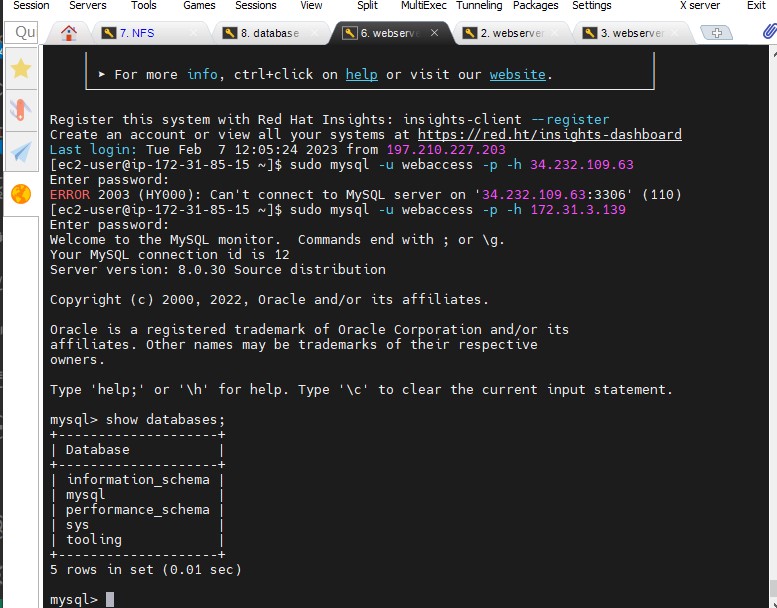 Session Servers Tools Games Sessions View Split MultiExec Tunneling Packages Settings X server Exit
Qu 7. NFS 8. database 6. webserv 2. webserver 3. webserver
▸ For more info, ctrl+click on help or visit our website.
Register this system with Red Hat Insights: insights-client --register
Create an account or view all your systems at https://red.ht/insights-dashboard
Last login: Tue Feb  7 12:05:24 2023 from 197.210.227.203
[ec2-user@ip-172-31-85-15 ~]$ sudo mysql -u webaccess -p -h 34.232.109.63
Enter password:
ERROR 2003 (HY000): Can't connect to MySQL server on '34.232.109.63:3306' (110)
[ec2-user@ip-172-31-85-15 ~]$ sudo mysql -u webaccess -p -h 172.31.3.139
Enter password:
Welcome to the MySQL monitor.  Commands end with ; or \g.
Your MySQL connection id is 12
Server version: 8.0.30 Source distribution
Copyright (c) 2000, 2022, Oracle and/or its affiliates.
Oracle is a registered trademark of Oracle Corporation and/or its
affiliates. Other names may be trademarks of their respective
owners.
Type 'help;' or '\h' for help. Type '\c' to clear the current input statement.
mysql> show databases;
+--------------------+
| Database           |
+--------------------+
| information_schema |
| mysql              |
| performance_schema |
| sys                |
| tooling            |
+--------------------+
5 rows in set (0.01 sec)
mysql>